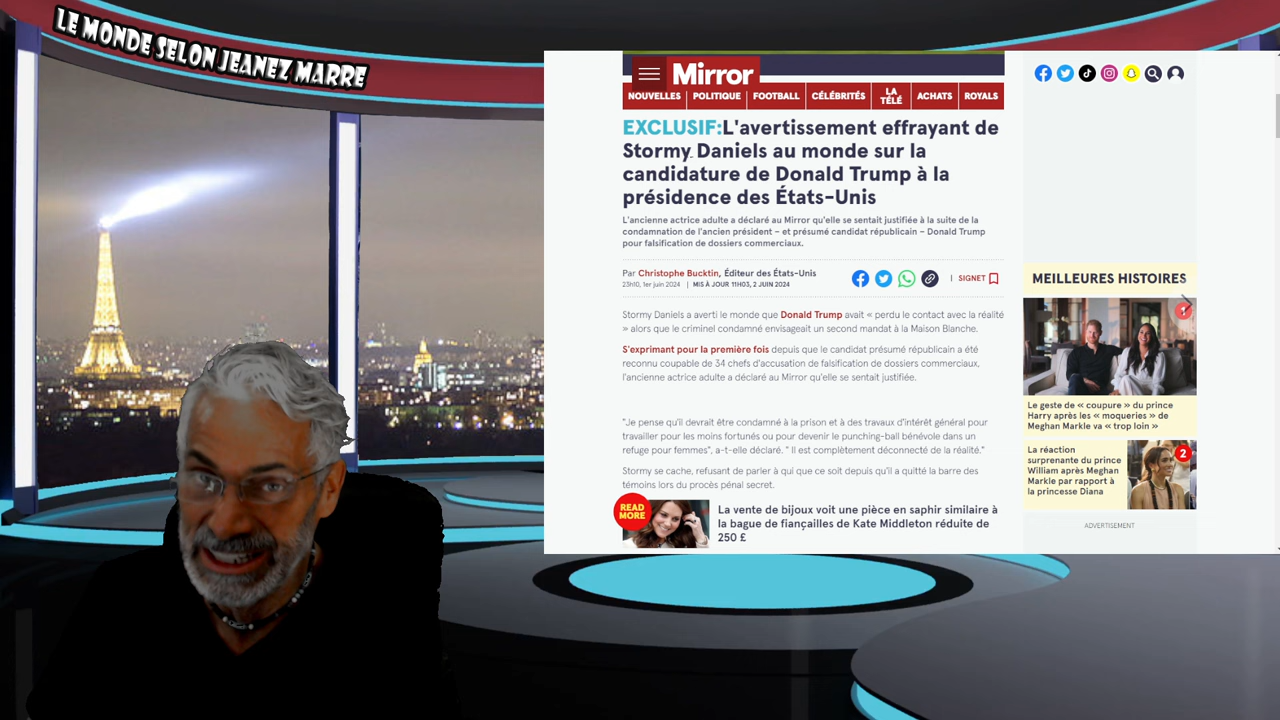 LE MONDE SELON JEANEZ MARRE
Mirror
NOUVELLES
POLITIQUE
FOOTBALL
CÉLÉBRITÉS
LA
TÉLÉ
ACHATS
ROYALS
EXCLUSIF:L'avertissement effrayant de
Stormy Daniels au monde sur la
candidature de Donald Trump à la
présidence des États-Unis
L'ancienne actrice adulte a déclaré au Mirror qu'elle se sentait justifiée à la suite de la
condamnation de l'ancien président – et présumé candidat républicain – Donald Trump
pour falsification de dossiers commerciaux.
Par Christophe Bucktin, Éditeur des États-Unis
23h10, 1er juin 2024 | MIS À JOUR 11H03, 2 JUIN 2024
| SIGNET
Stormy Daniels a averti le monde que Donald Trump avait « perdu le contact avec la réalité
» alors que le criminel condamné envisageait un second mandat à la Maison Blanche.
S'exprimant pour la première fois depuis que le candidat présumé républicain a été
reconnu coupable de 34 chefs d'accusation de falsification de dossiers commerciaux,
l'ancienne actrice adulte a déclaré au Mirror qu'elle se sentait justifiée.
"Je pense qu'il devrait être condamné à la prison et à des travaux d'intérêt général pour
travailler pour les moins fortunés ou pour devenir le punching-ball bénévole dans un
refuge pour femmes", a-t-elle déclaré. " Il est complètement déconnecté de la réalité."
Stormy se cache, refusant de parler à qui que ce soit depuis qu'il a quitté la barre des
témoins lors du procès pénal secret.
READ
MORE
La vente de bijoux voit une pièce en saphir similaire à
la bague de fiançailles de Kate Middleton réduite de
250 £
MEILLEURES HISTOIRES
1
Le geste de « coupure » du prince
Harry après les « moqueries » de
Meghan Markle va « trop loin »
La réaction
surprenante du prince
William après Meghan
Markle par rapport à
la princesse Diana
2
ADVERTISEMENT